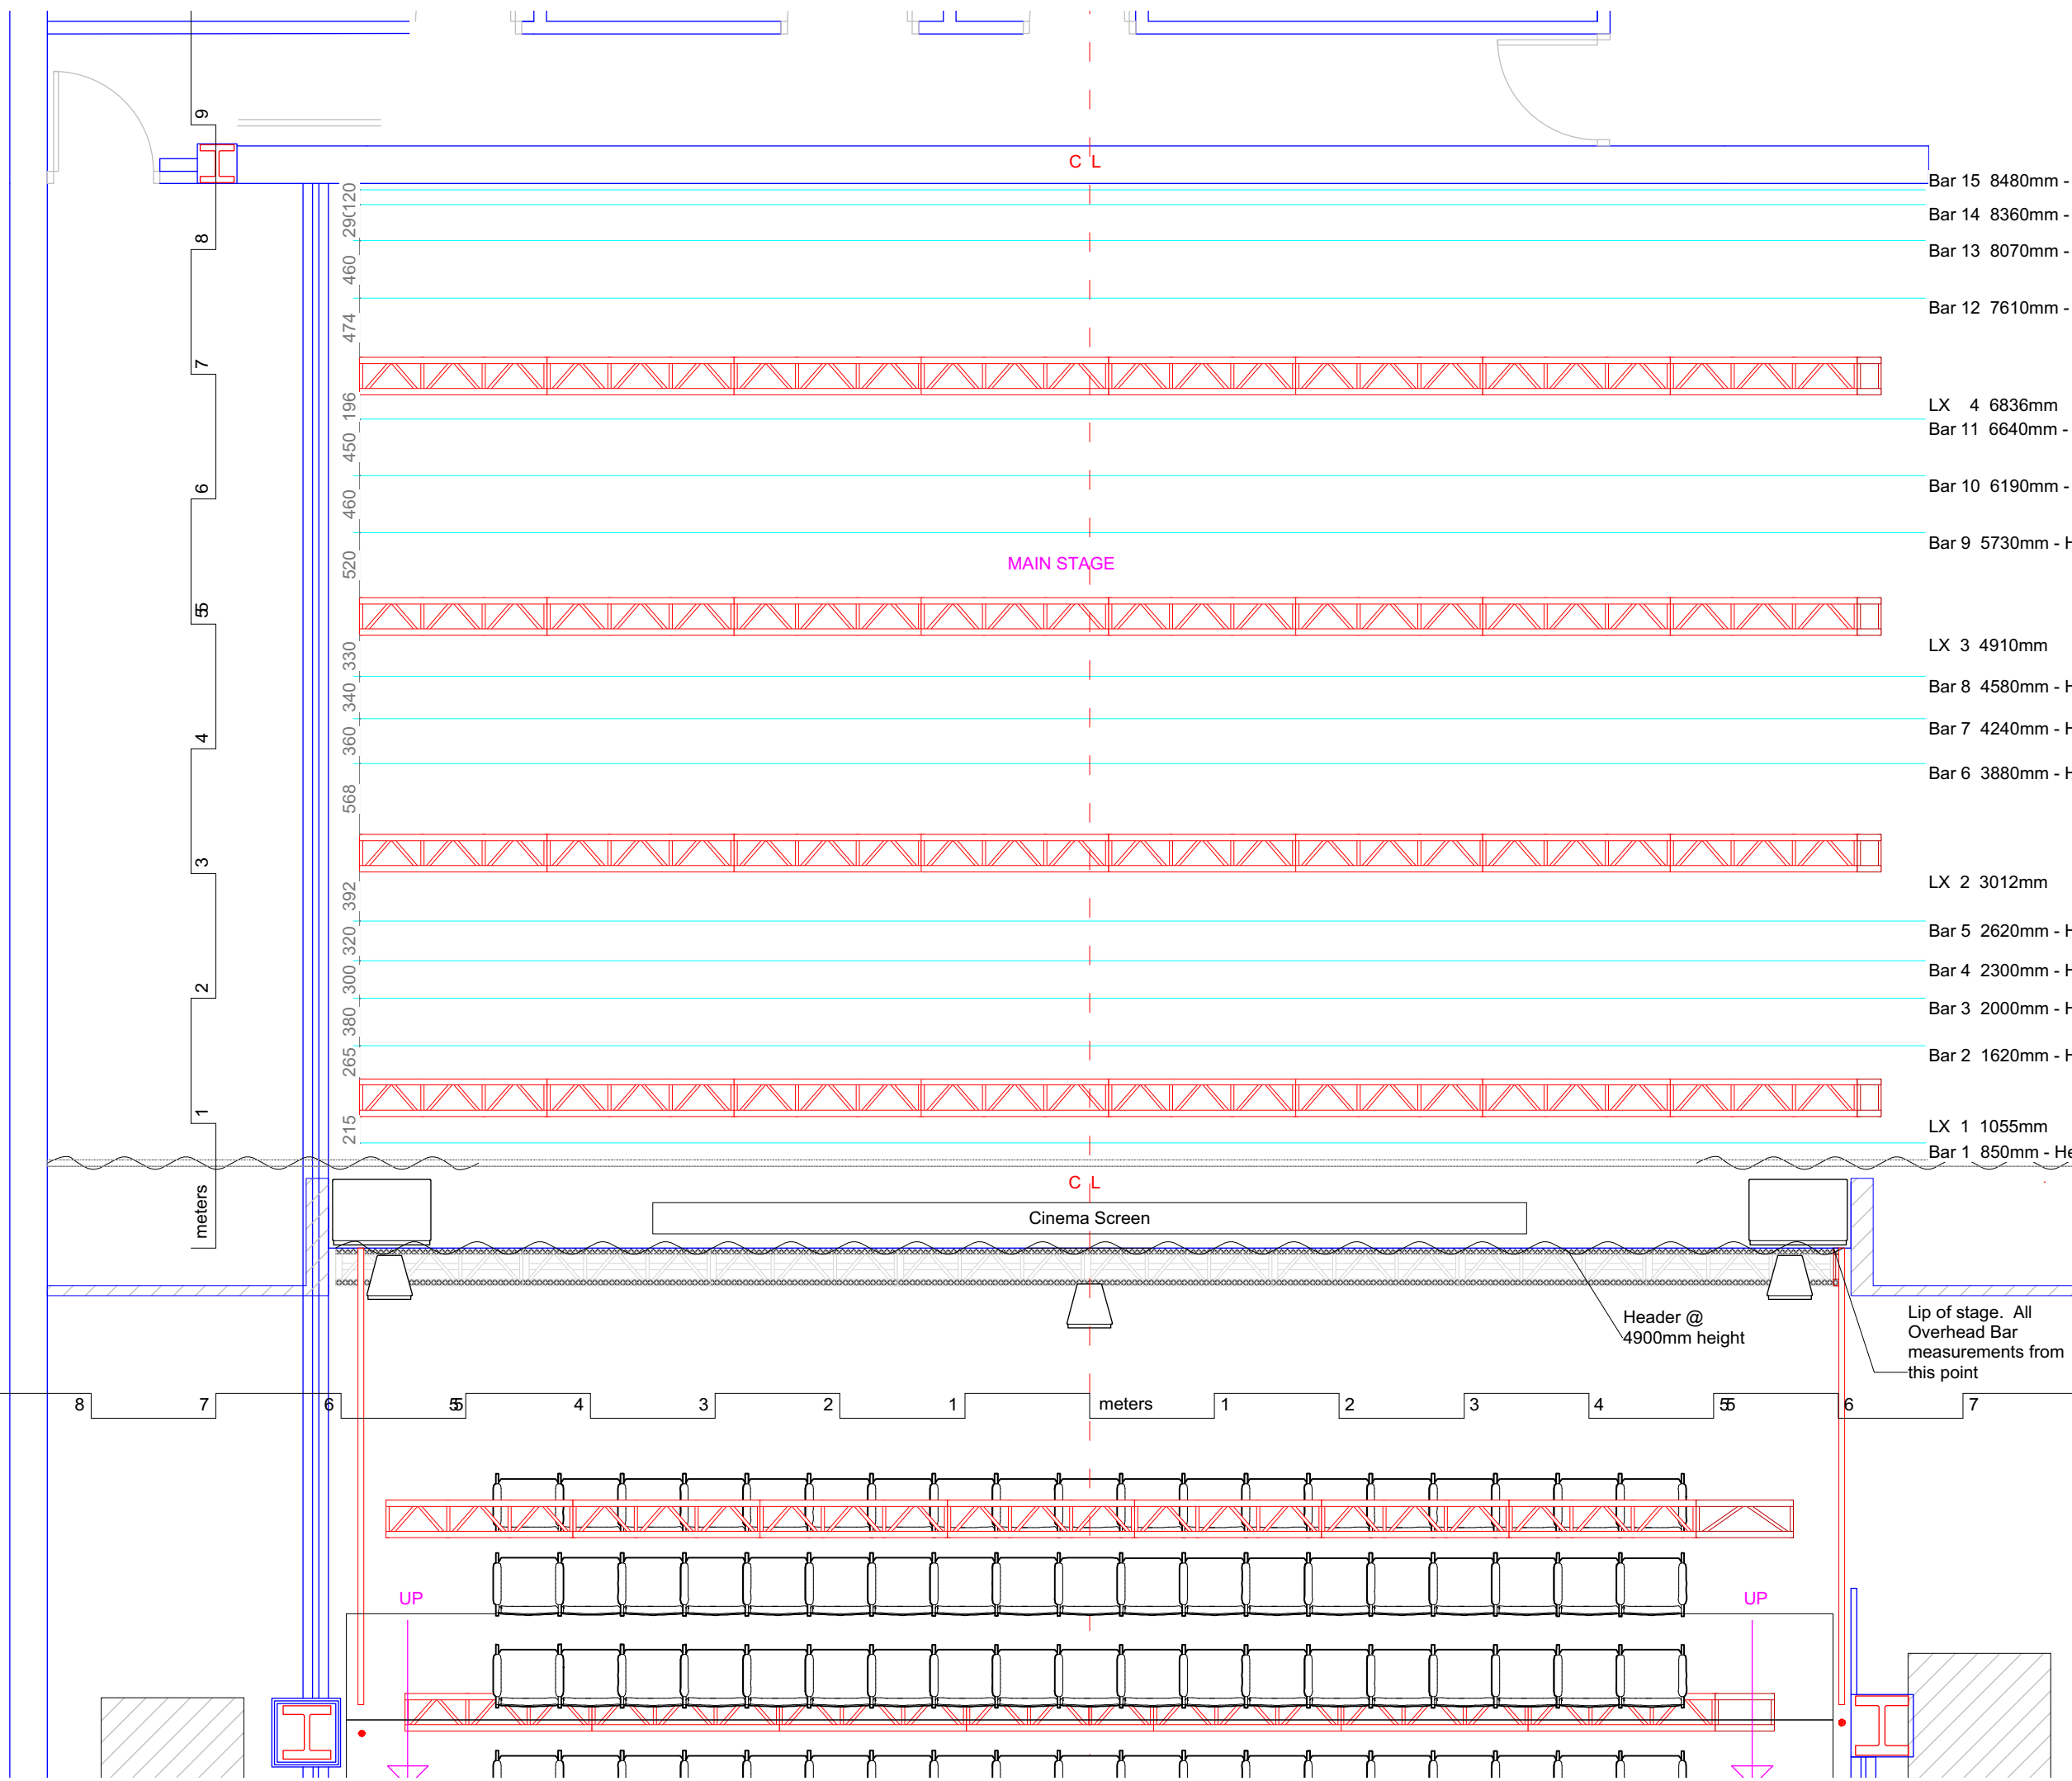 9
C L
120
Bar 15 8480mm -
290
Bar 14 8360mm -
8
Bar 13 8070mm -
460
Bar 12 7610mm -
474
7
196
LX 4 6836mm
Bar 11 6640mm -
450
6
Bar 10 6190mm -
460
Bar 9 5730mm - H
520
MAIN STAGE
5
LX 3 4910mm
330
Bar 8 4580mm - H
340
Bar 7 4240mm - H
4
360
Bar 6 3880mm - H
568
3
LX 2 3012mm
392
Bar 5 2620mm - H
320
Bar 4 2300mm - H
300
2
Bar 3 2000mm - H
380
Bar 2 1620mm - H
265
1
LX 1 1055mm
215
Bar 1 850mm - He
C L
meters
Cinema Screen
Header @
4900mm height
Lip of stage. All
Overhead Bar
measurements from
this point
8 7 6 5 4 3 2 1 meters 1 2 3 4 5 6 7
UP
UP